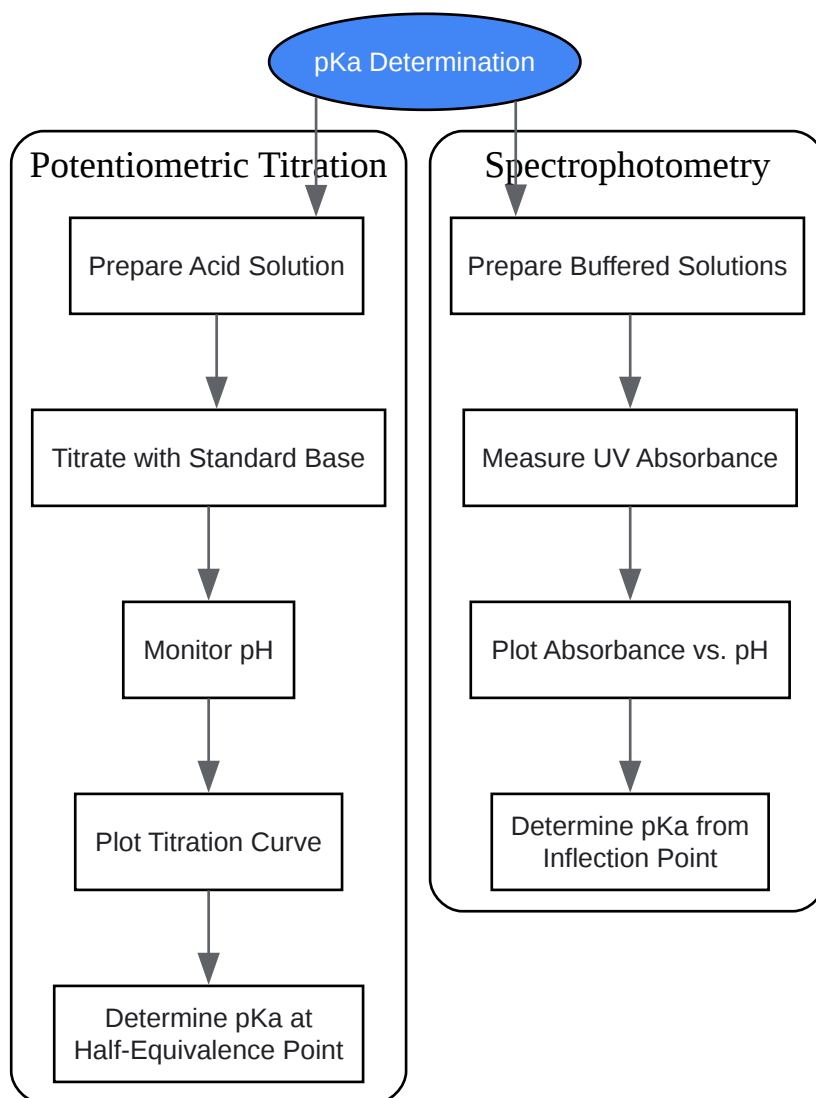 pKa Determination
Potentiometric Titration
Prepare Acid Solution
Titrate with Standard Base
Monitor pH
Plot Titration Curve
Determine pKa at
Half-Equivalence Point
Spectrophotometry
Prepare Buffered Solutions
Measure UV Absorbance
Plot Absorbance vs. pH
Determine pKa from
Inflection Point